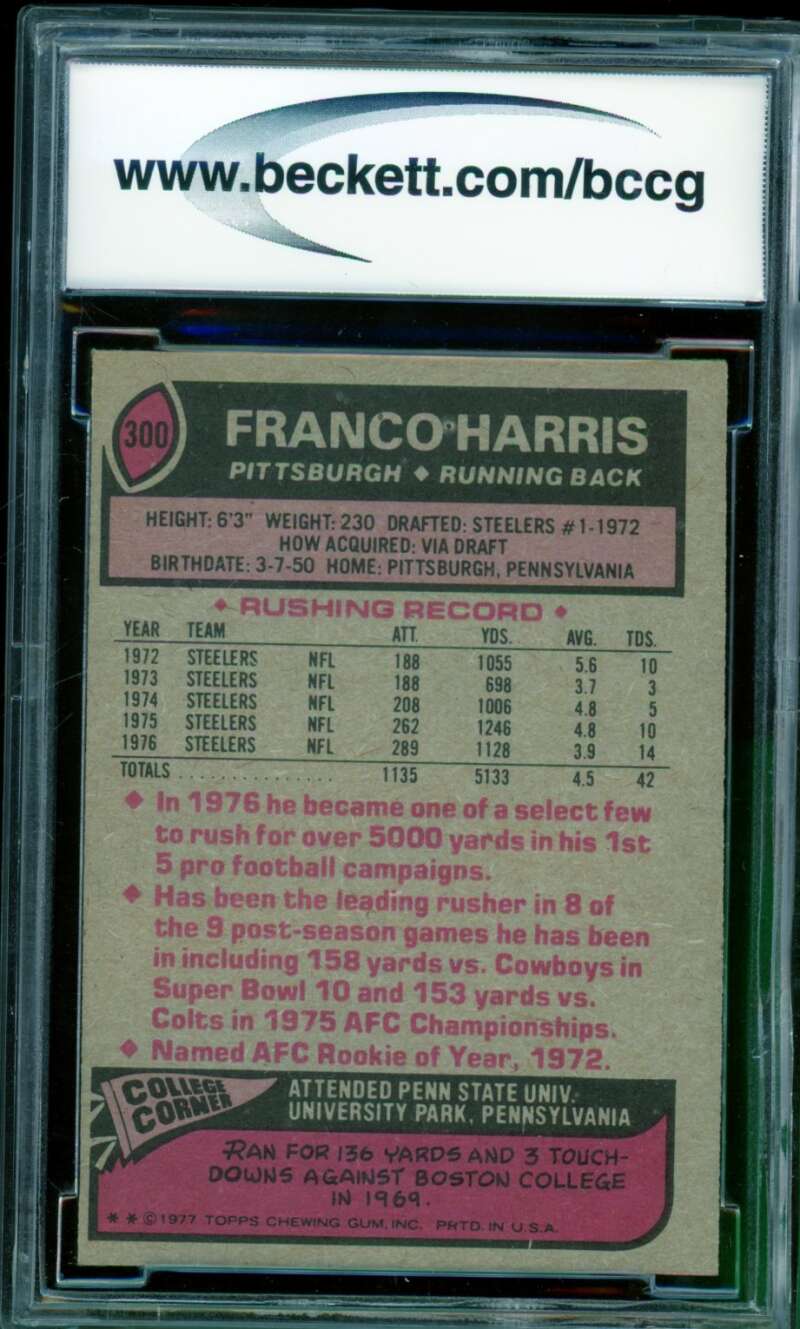 www.beckett.com/bccg
300
FRANCO HARRIS
PITTSBURGH ◆ RUNNING BACK
HEIGHT: 6'3" WEIGHT: 230 DRAFTED: STEELERS #1-1972
HOW ACQUIRED: VIA DRAFT
BIRTHDATE: 3-7-50 HOME: PITTSBURGH, PENNSYLVANIA
◆ RUSHING RECORD ◆
YEAR TEAM ATT. YDS. AVG. TDS.
1972 STEELERS NFL 188 1055 5.6 10
1973 STEELERS NFL 188 698 3.7 3
1974 STEELERS NFL 208 1006 4.8 5
1975 STEELERS NFL 262 1246 4.8 10
1976 STEELERS NFL 289 1128 3.9 14
TOTALS ................ 1135 5133 4.5 42
◆ In 1976 he became one of a select few
to rush for over 5000 yards in his 1st
5 pro football campaigns.
◆ Has been the leading rusher in 8 of
the 9 post-season games he has been
in including 158 yards vs. Cowboys in
Super Bowl 10 and 153 yards vs.
Colts in 1975 AFC Championships.
◆ Named AFC Rookie of Year, 1972.
COLLEGE
CORNER
ATTENDED PENN STATE UNIV.
UNIVERSITY PARK, PENNSYLVANIA
RAN FOR 136 YARDS AND 3 TOUCH-
DOWNS AGAINST BOSTON COLLEGE
IN 1969.
* * © 1977 TOPPS CHEWING GUM, INC. PRTD. IN U.S.A.